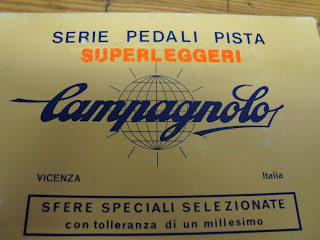 SERIE PEDALI PISTA
SUPERLEGGERI
Campagnolo
VICENZA Italia
SFERE SPECIALI SELEZIONATE
con tolleranza di un millesimo